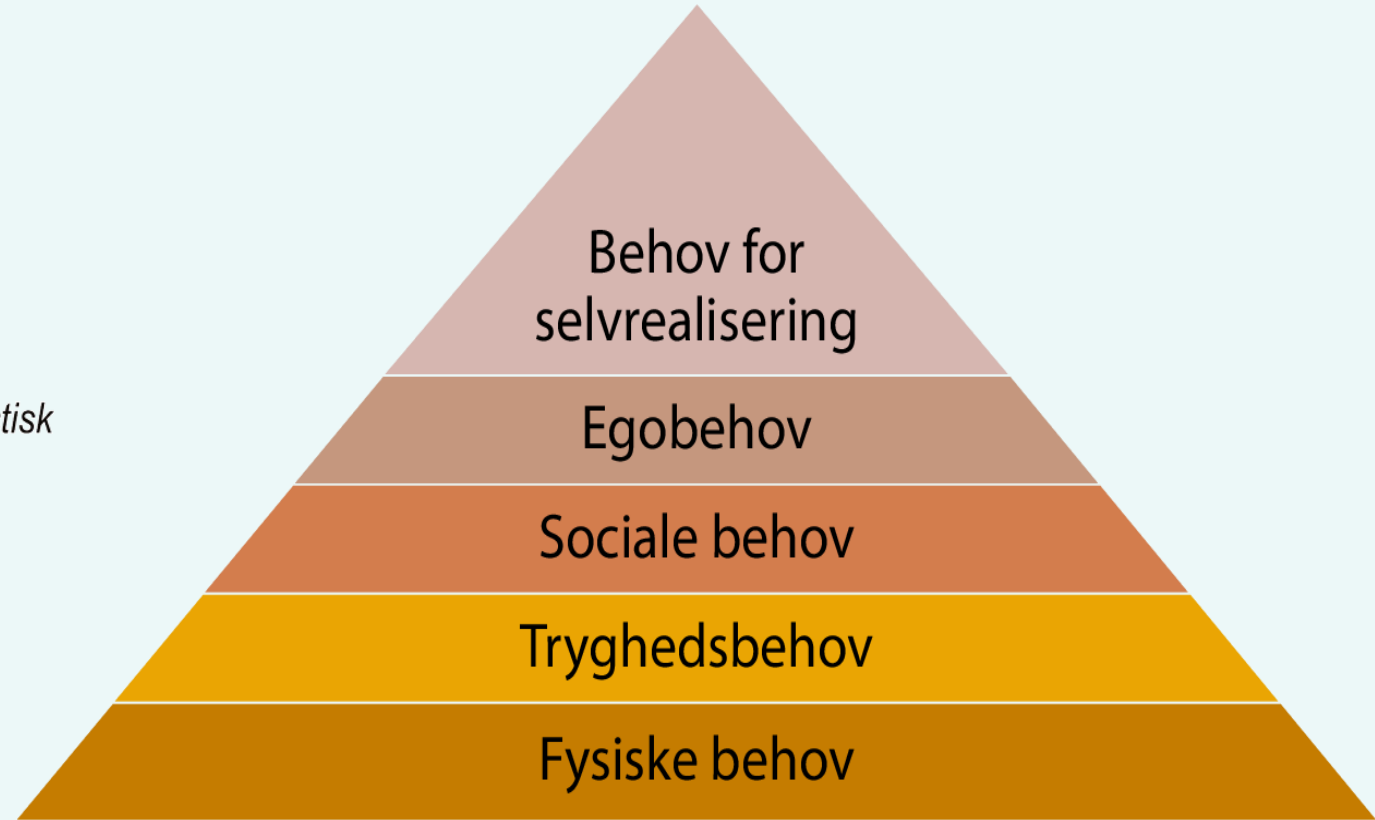 Behov for
selvrealisering
tisk
Egobehov
Sociale behov
Tryghedsbehov
Fysiske behov